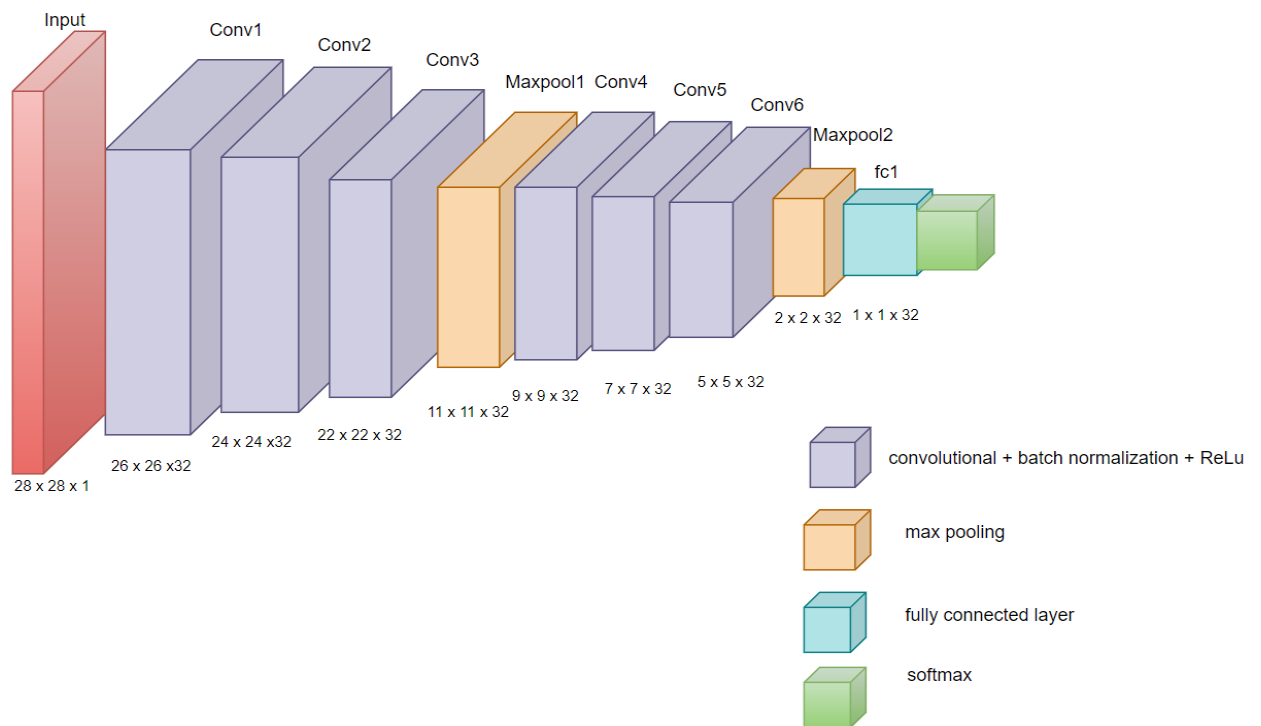 Input
Conv1
Conv2
Conv3
Maxpool1
Conv4
Conv5
Conv6
Maxpool2
fc1
28 x 28 x 1
26 x 26 x32
24 x 24 x32
22 x 22 x 32
11 x 11 x 32
9 x 9 x 32
7 x 7 x 32
5 x 5 x 32
2 x 2 x 32
1 x 1 x 32
convolutional + batch normalization + ReLu
max pooling
fully connected layer
softmax